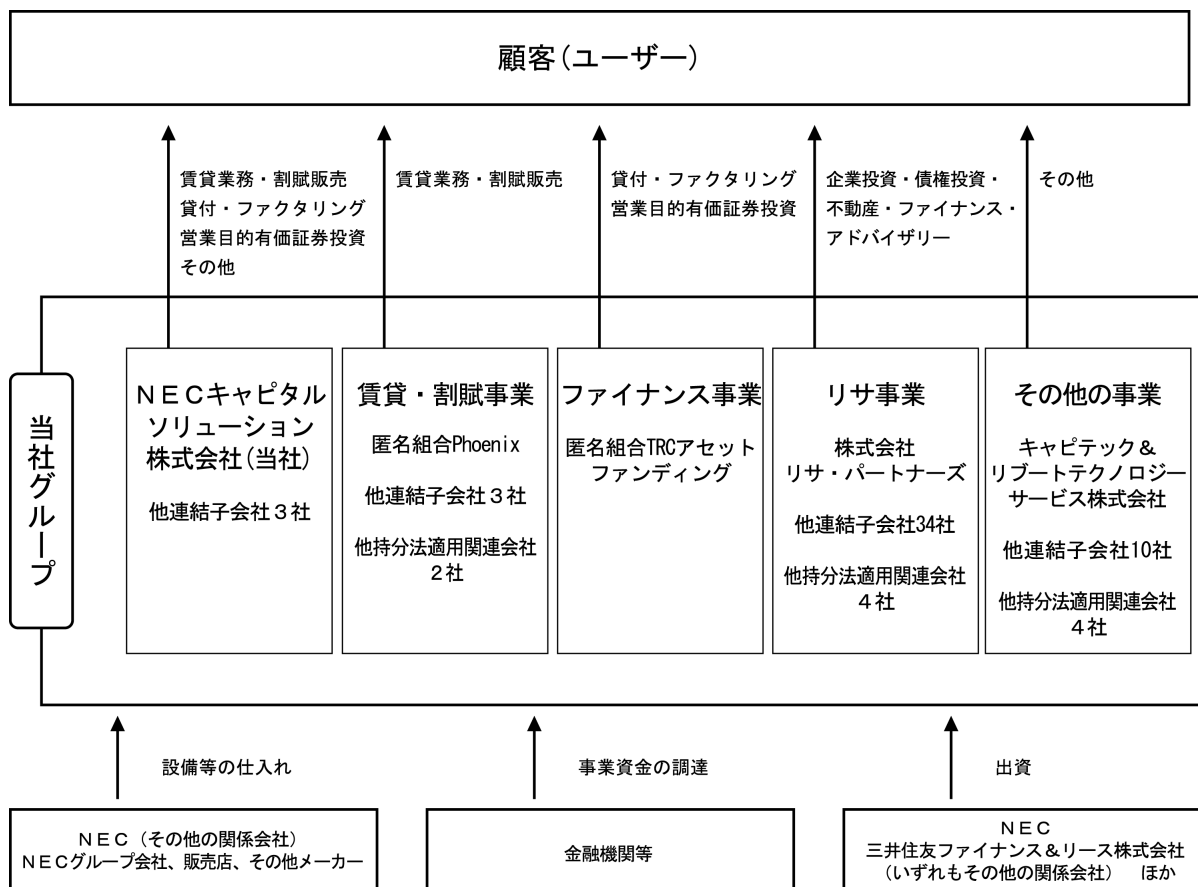 顧客(ユーザー)
賃貸業務・割賦販売
貸付・ファクタリング
営業目的有価証券投資
その他
賃貸業務・割賦販売
貸付・ファクタリング
営業目的有価証券投資
企業投資・債権投資・
不動産・ファイナンス・
アドバイザリー
その他
当社グループ
ＮＥＣキャピタル
ソリューション
株式会社(当社)
他連結子会社３社
賃貸・割賦事業
匿名組合Phoenix
他連結子会社３社
他持分法適用関連会社
２社
ファイナンス事業
匿名組合TRCアセット
ファンディング
リサ事業
株式会社
リサ・パートナーズ
他連結子会社34社
他持分法適用関連会社
４社
その他の事業
キャピテック＆
リブートテクノロジー
サービス株式会社
他連結子会社10社
他持分法適用関連会社
４社
設備等の仕入れ
事業資金の調達
出資
ＮＥＣ（その他の関係会社）
ＮＥＣグループ会社、販売店、その他メーカー
金融機関等
ＮＥＣ
三井住友ファイナンス＆リース株式会社
（いずれもその他の関係会社）　ほか